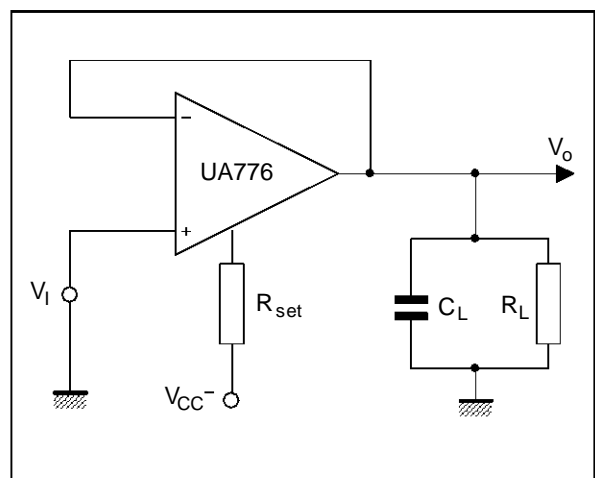 −
UA776
+
V_o
V_I
R_set
C_L
R_L
V_CC−